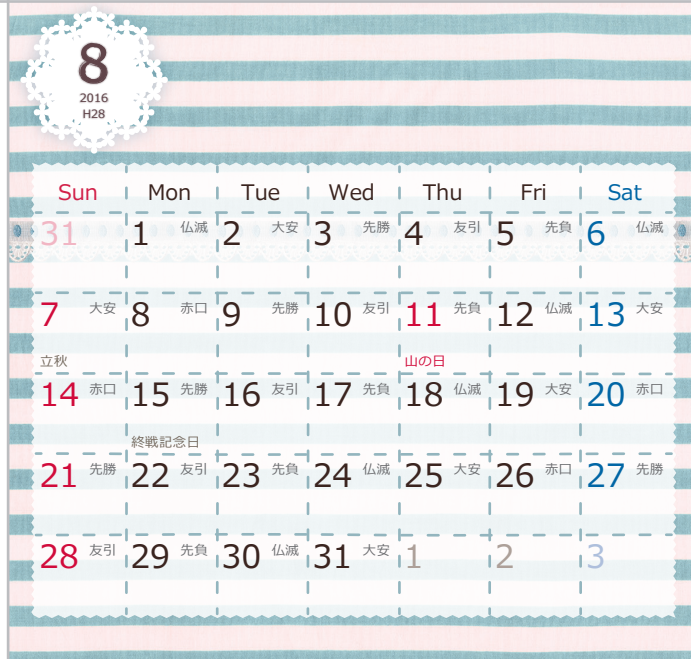 8
2016
H28
Sun Mon Tue Wed Thu Fri Sat
31 1 仏滅 2 大安 3 先勝 4 友引 5 先負 6 仏滅
7 大安 8 赤口 9 先勝 10 友引 11 先負 12 仏滅 13 大安
立秋 山の日
14 赤口 15 先勝 16 友引 17 先負 18 仏滅 19 大安 20 赤口
終戦記念日
21 先勝 22 友引 23 先負 24 仏滅 25 大安 26 赤口 27 先勝
28 友引 29 先負 30 仏滅 31 大安 1 2 3